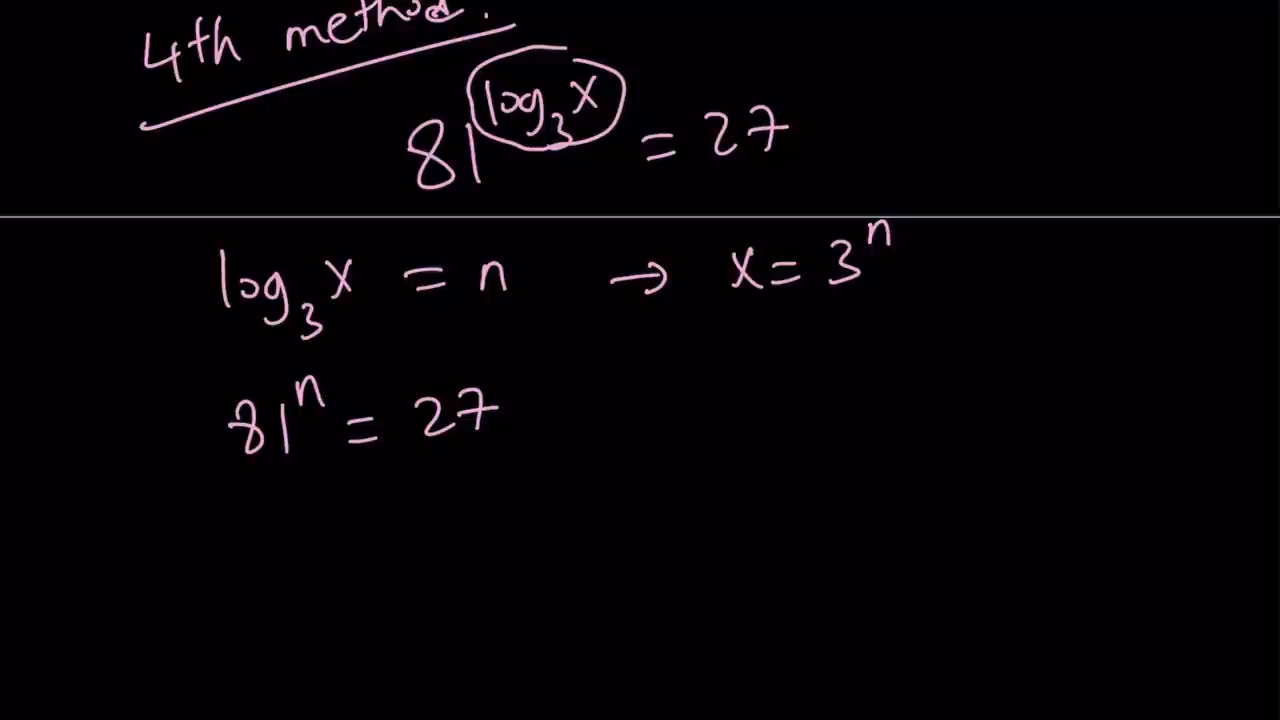 4th method.
81^{log_3 x} = 27
log_3 x = n → x = 3^n
81^n = 27